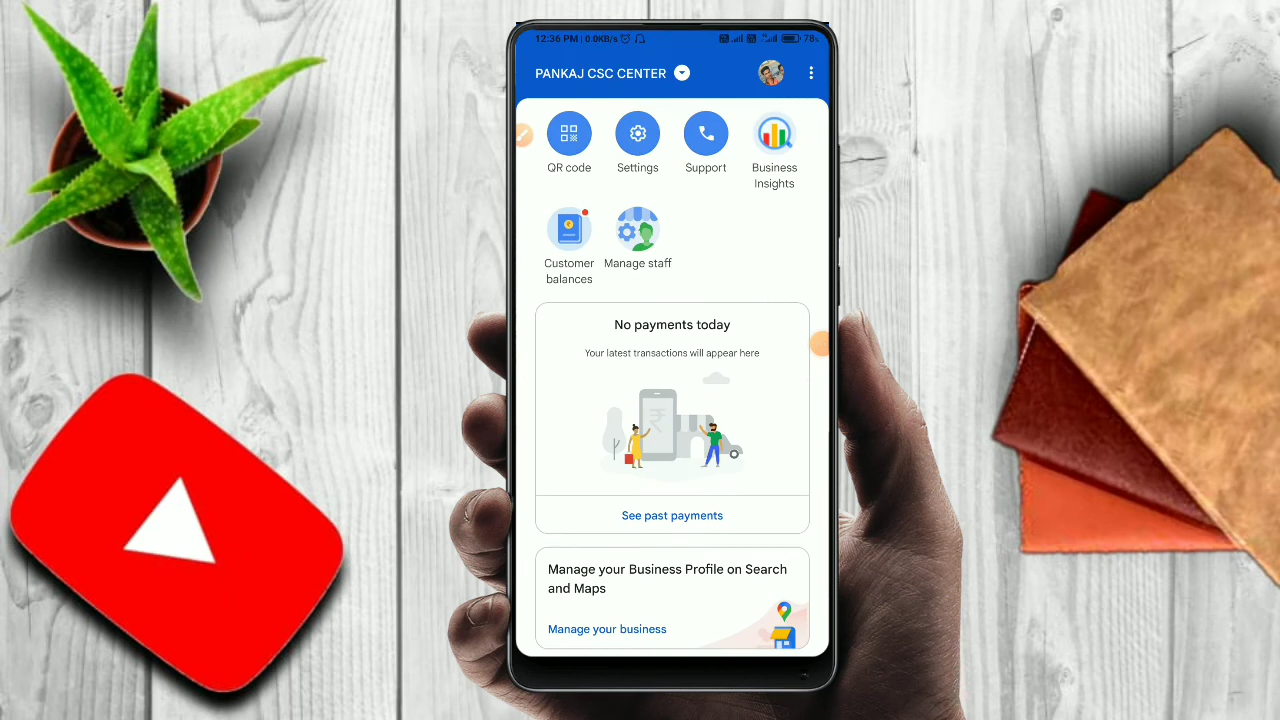 12:36 PM | 0.0KB/s
78%
PANKAJ CSC CENTER
QR code
Settings
Support
Business
Insights
Customer
balances
Manage staff
No payments today
Your latest transactions will appear here
₹
See past payments
Manage your Business Profile on Search
and Maps
Manage your business